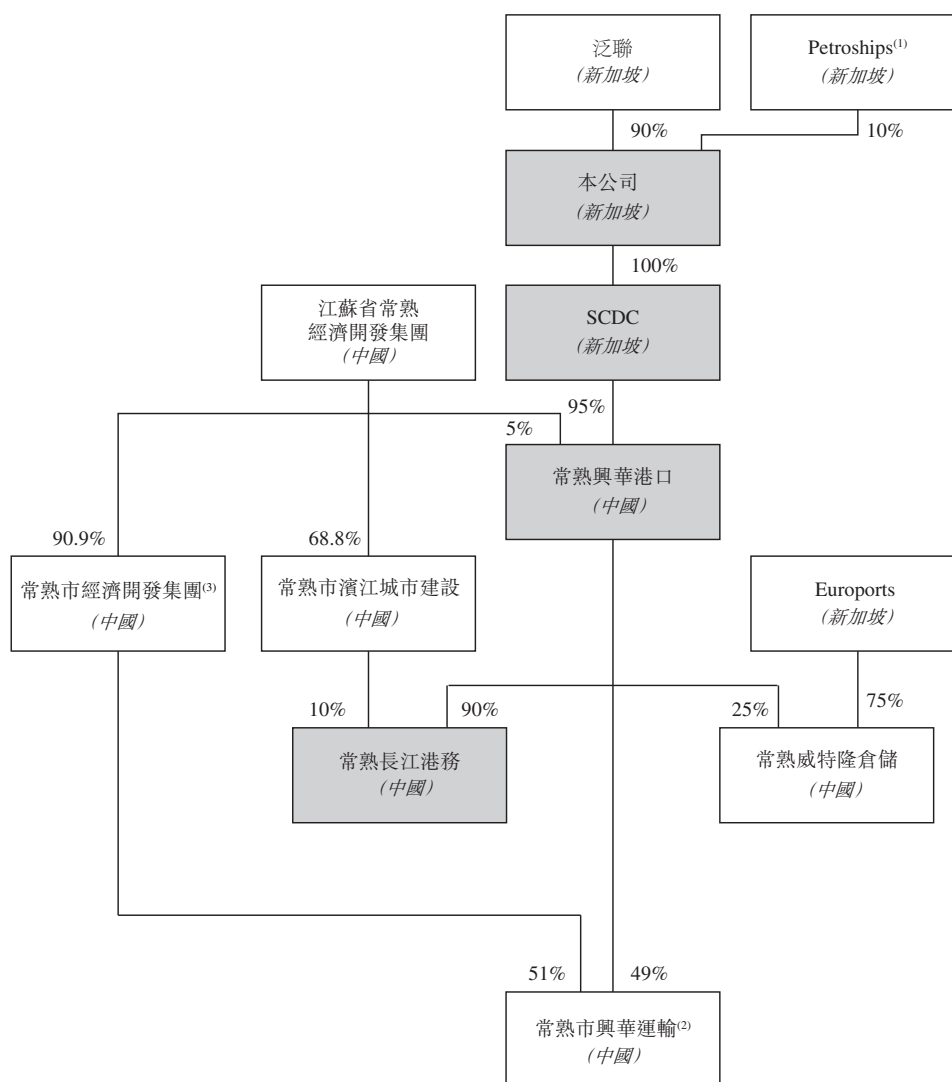 泛聯
（新加坡）
Petroships(1)
（新加坡）
90%
10%
本公司
（新加坡）
100%
江蘇省常熟
經濟開發集團
（中國）
SCDC
（新加坡）
95%
5%
常熟興華港口
（中國）
90.9%
68.8%
常熟市經濟開發集團(3)
（中國）
常熟市濱江城市建設
（中國）
Euroports
（新加坡）
10%
90%
25%
75%
常熟長江港務
（中國）
常熟威特隆倉儲
（中國）
51%
49%
常熟市興華運輸(2)
（中國）